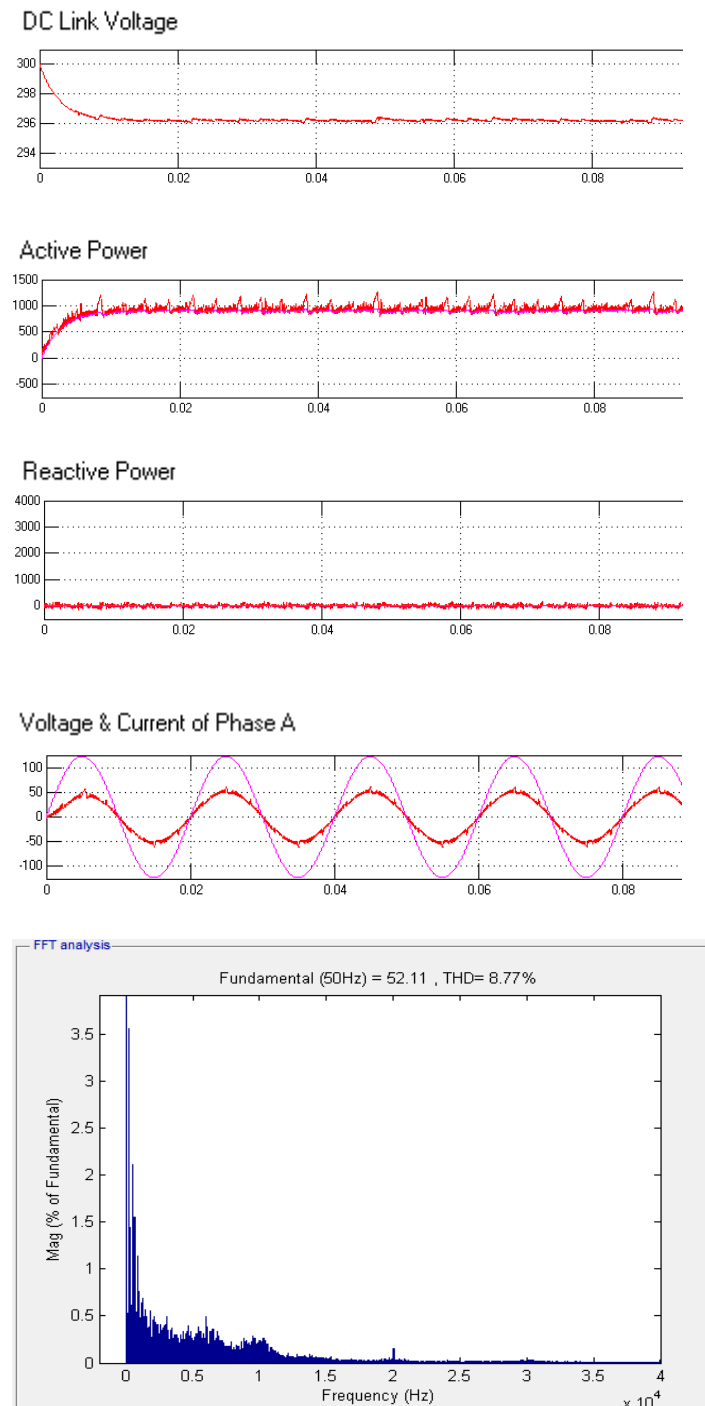 DC Link Voltage
300
298
296
294
0 0.02 0.04 0.06 0.08
Active Power
1500
1000
500
0
-500
0 0.02 0.04 0.06 0.08
Reactive Power
4000
3000
2000
1000
0
0 0.02 0.04 0.06 0.08
Voltage & Current of Phase A
100
50
0
-50
-100
0 0.02 0.04 0.06 0.08
FFT analysis
Fundamental (50Hz) = 52.11 , THD= 8.77%
3.5
3
2.5
2
1.5
1
0.5
0
Mag (% of Fundamental)
0 0.5 1 1.5 2 2.5 3 3.5 4
Frequency (Hz)
x 10^4